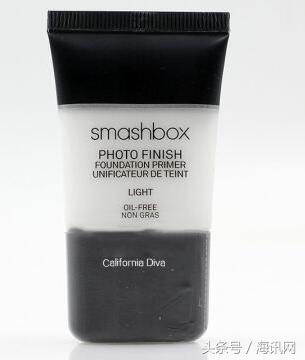 smashbox
PHOTO FINISH
FOUNDATION PRIMER
UNIFICATEUR DE TEINT
LIGHT
OIL-FREE
NON GRAS
California Diva
头条号 / 海讯网